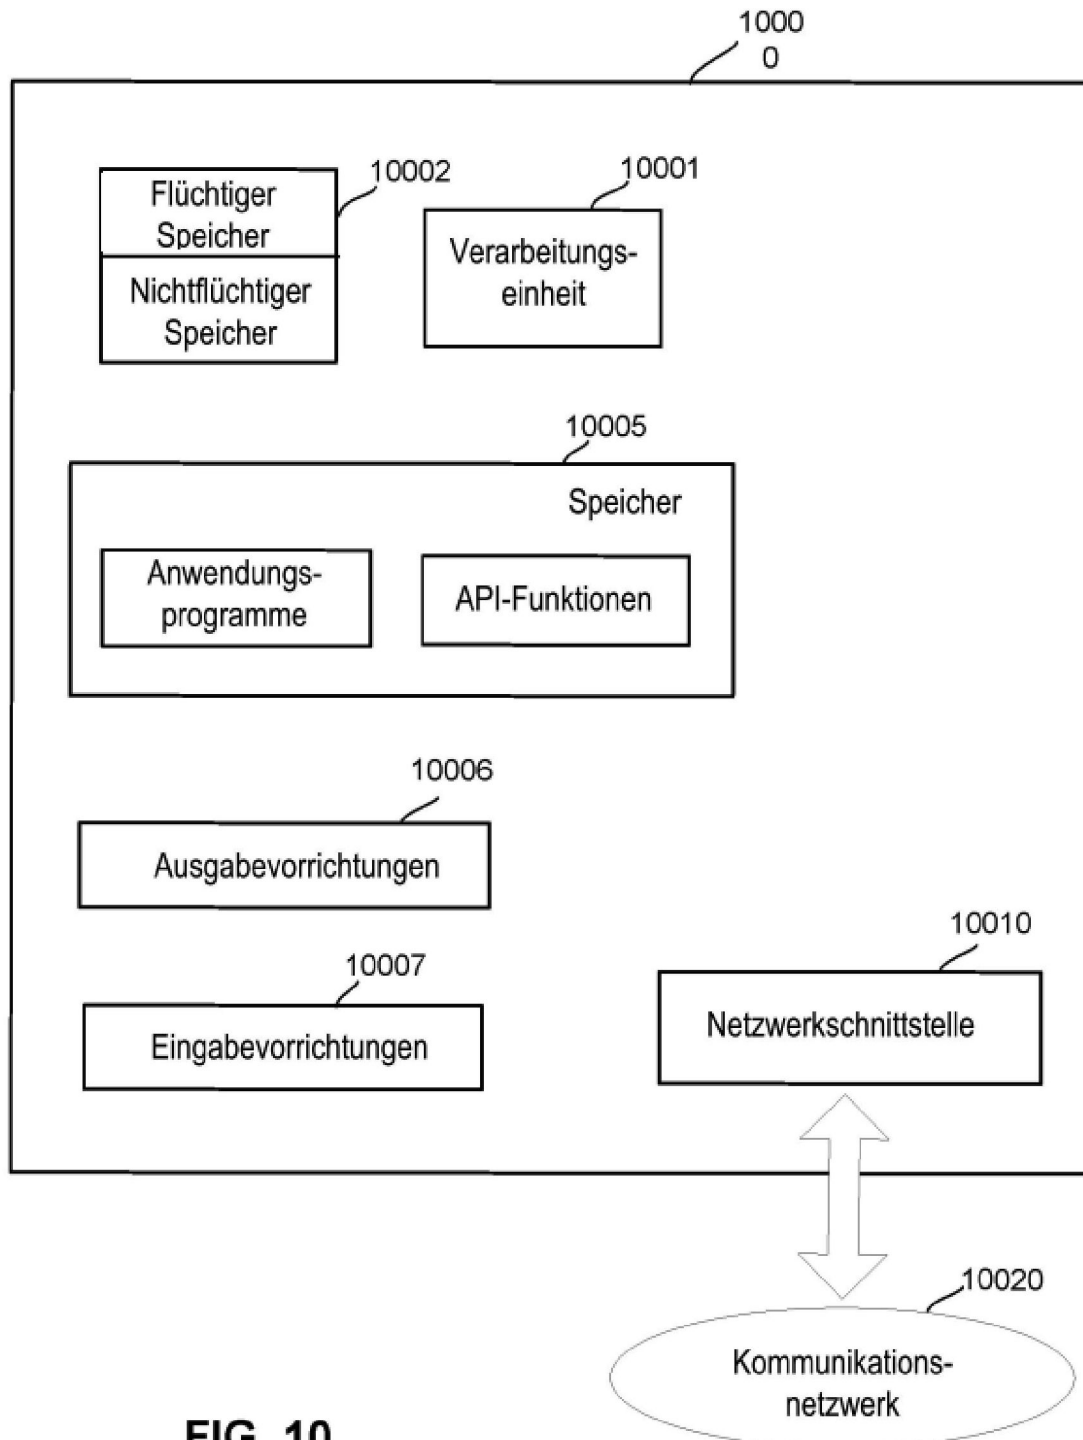 1000
0
10002
10001
Flüchtiger
Speicher
Nichtflüchtiger
Speicher
Verarbeitungs-
einheit
10005
Speicher
Anwendungs-
programme
API-Funktionen
10006
Ausgabevorrichtungen
10007
Eingabevorrichtungen
10010
Netzwerkschnittstelle
10020
Kommunikations-
netzwerk
FIG. 10